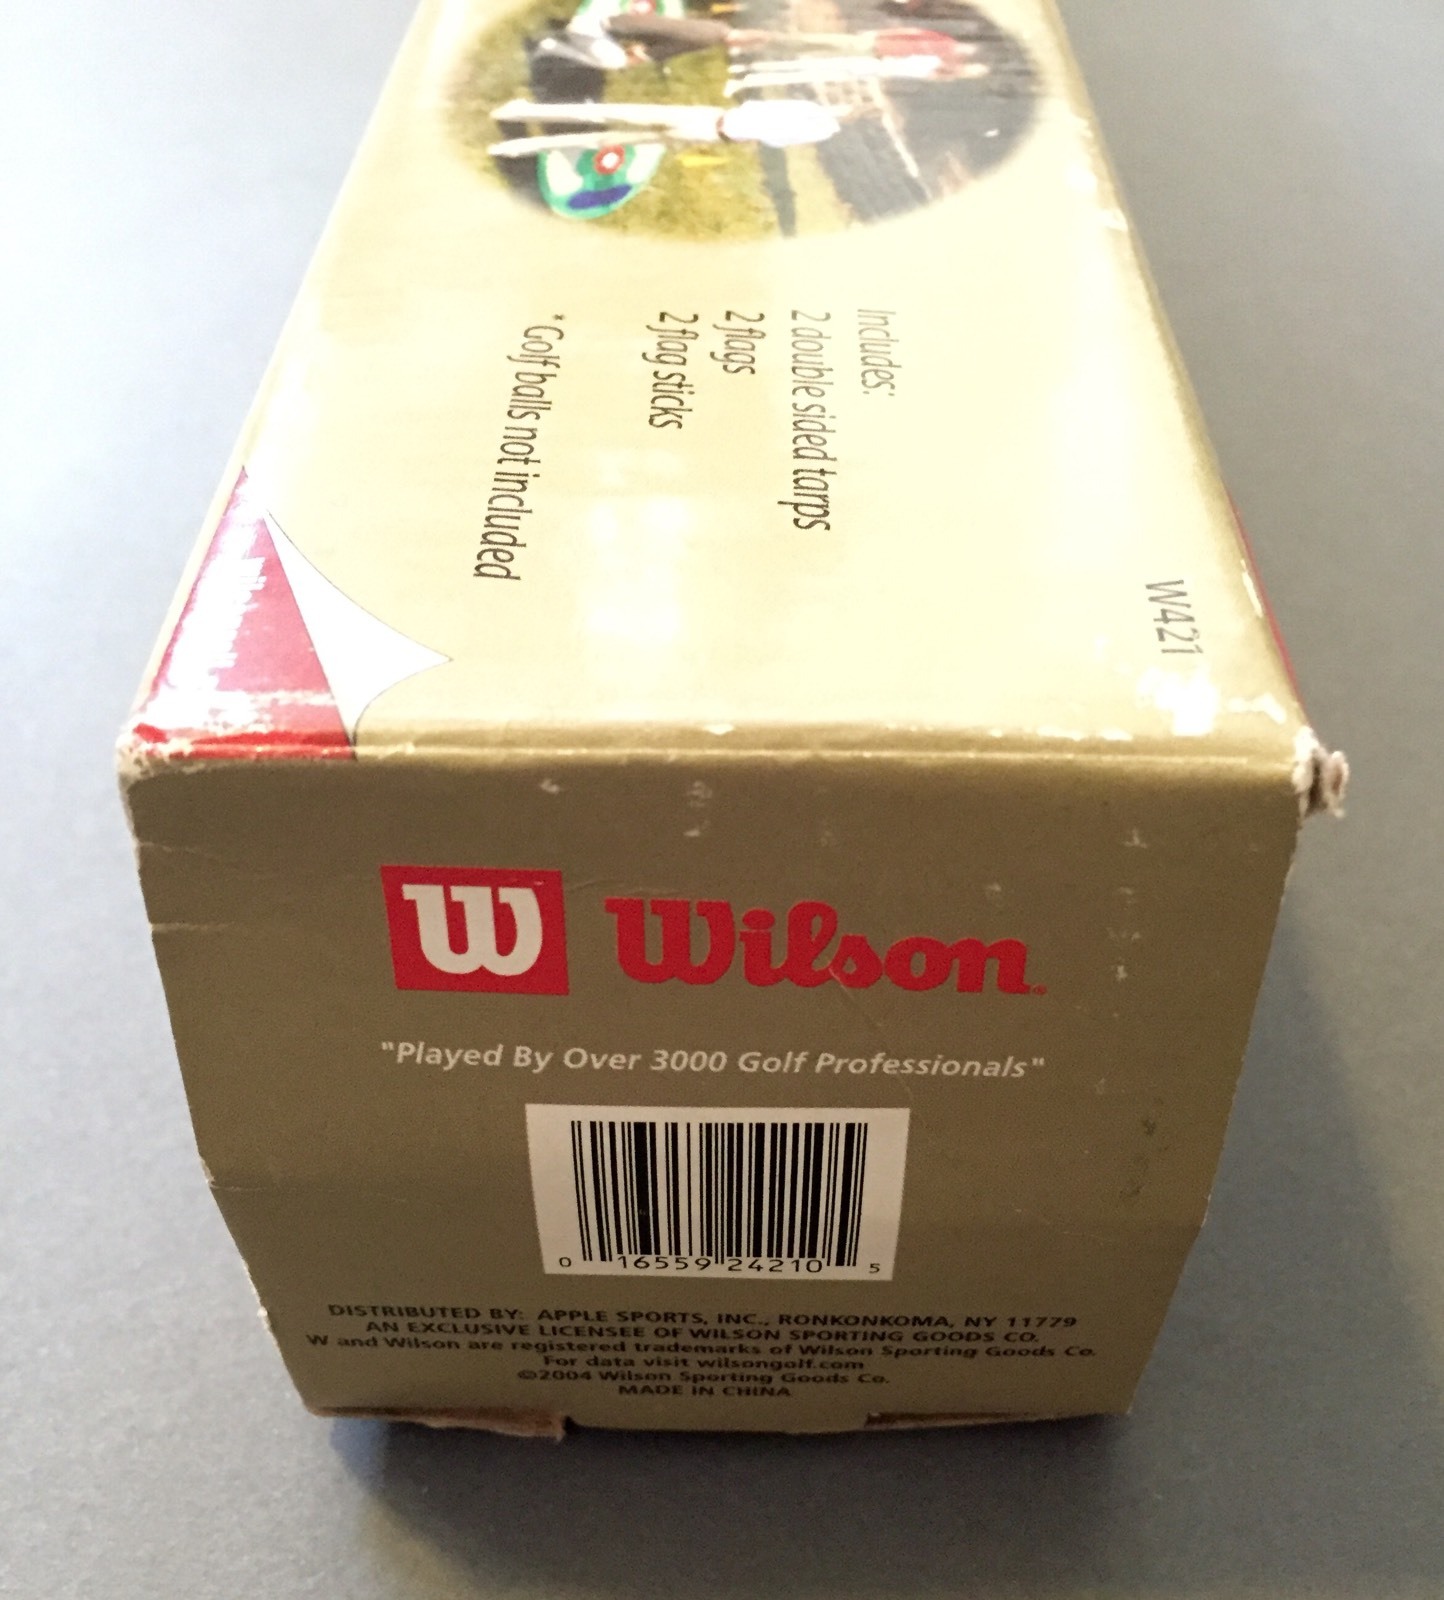 Includes:
2 double sided tarps
2 flags
2 flag sticks
* Golf balls not included
W421
W Wilson.
"Played By Over 3000 Golf Professionals"
0 16559 24210 5
DISTRIBUTED BY: APPLE SPORTS, INC., RONKONKOMA, NY 11779
AN EXCLUSIVE LICENSEE OF WILSON SPORTING GOODS CO.
W and Wilson are registered trademarks of Wilson Sporting Goods Co.
For data visit wilsongolf.com
©2004 Wilson Sporting Goods Co.
MADE IN CHINA